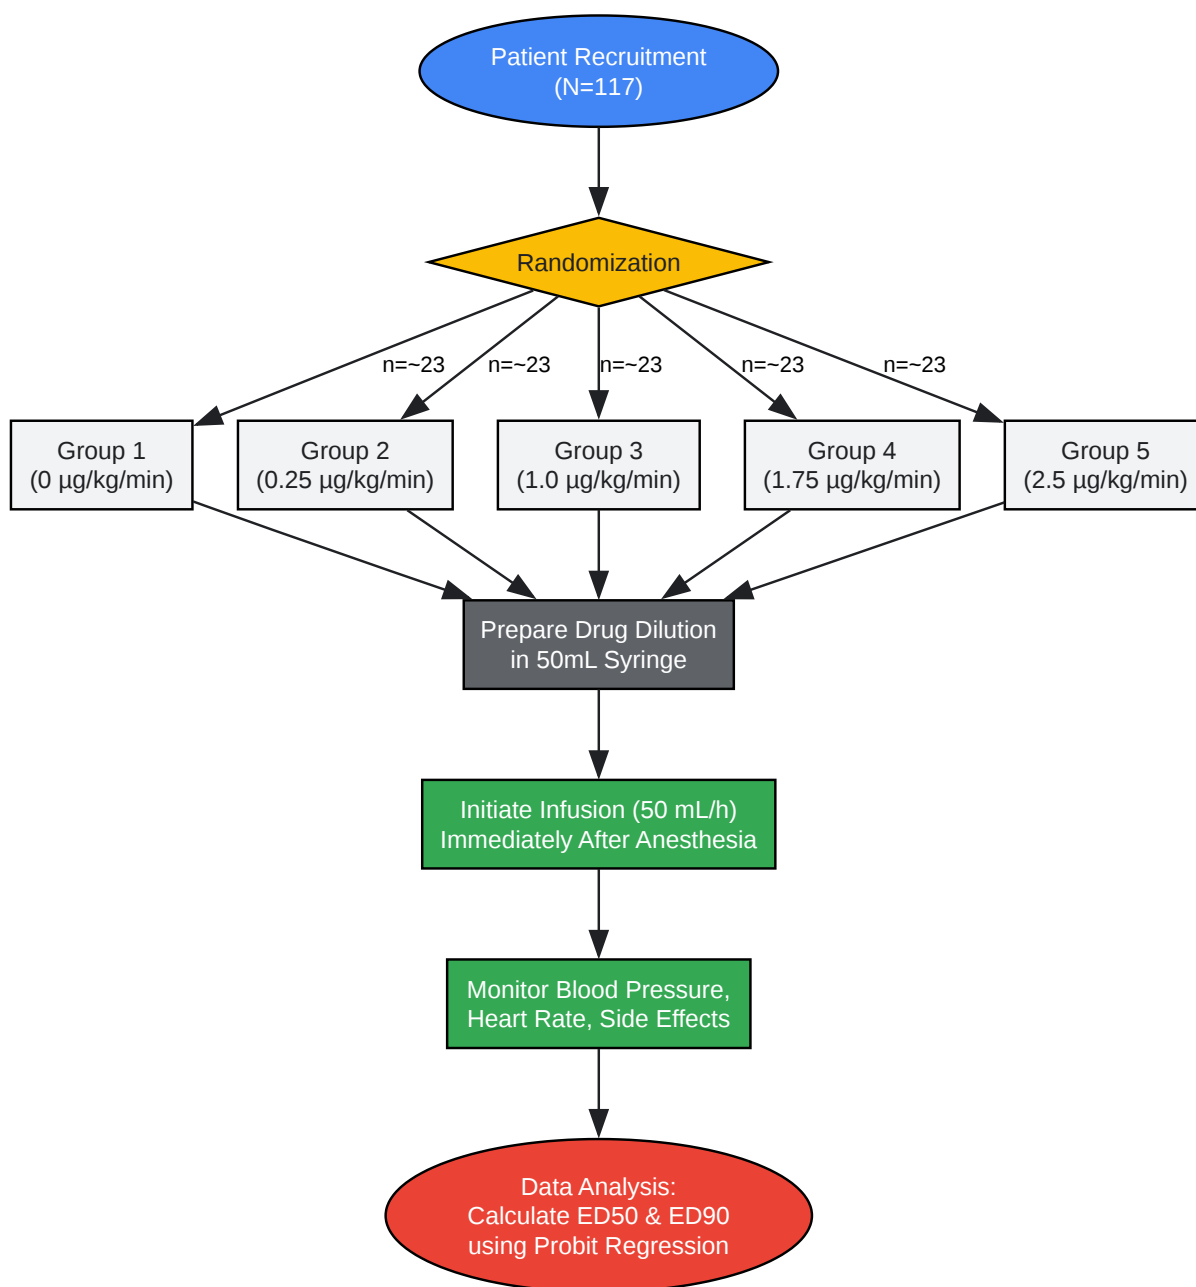 Patient Recruitment
(N=117)
Randomization
n=~23
n=~23
n=~23
n=~23
n=~23
Group 1
(0 µg/kg/min)
Group 2
(0.25 µg/kg/min)
Group 3
(1.0 µg/kg/min)
Group 4
(1.75 µg/kg/min)
Group 5
(2.5 µg/kg/min)
Prepare Drug Dilution
in 50mL Syringe
Initiate Infusion (50 mL/h)
Immediately After Anesthesia
Monitor Blood Pressure,
Heart Rate, Side Effects
Data Analysis:
Calculate ED50 & ED90
using Probit Regression